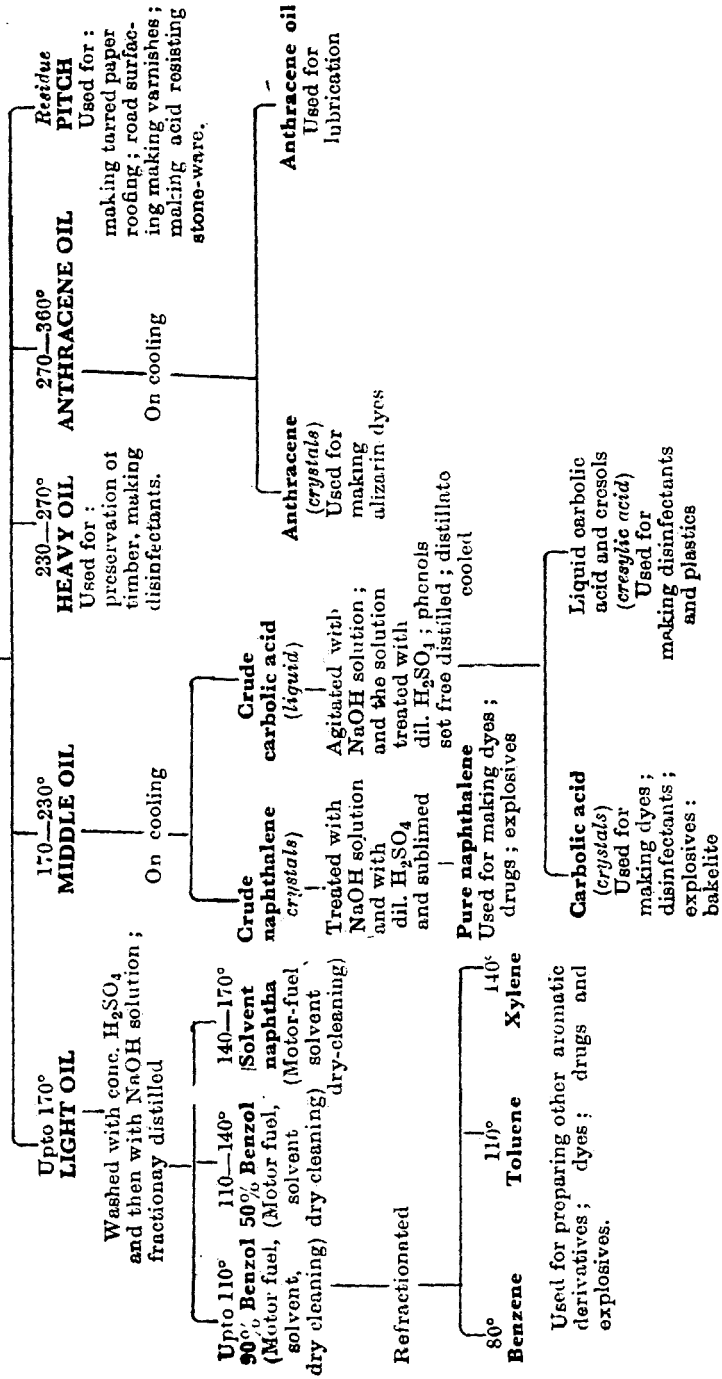 Upto 170°
LIGHT OIL
Washed with conc. H₂SO₄
and then with NaOH solution ;
fractionay distilled
Upto 110°
90% Benzol
(Motor fuel,
solvent,
dry cleaning)
110—140°
50% Benzol
(Motor fuel,
solvent
dry cleaning)
140—170°
Solvent
naphtha
(Motor-fuel
solvent
dry-cleaning)
Refractionated
80°
Benzene
110°
Toluene
140°
Xylene
Used for preparing other aromatic
derivatives ; dyes ; drugs and
explosives.
170—230°
MIDDLE OIL
On cooling
Crude
naphthalene
crystals)
Treated with
NaOH solution
and with
dil. H₂SO₄
and sublimed
Pure naphthalene
Used for making dyes ;
drugs ; explosives
Crude
carbolic acid
(liquid)
Agitated with
NaOH solution ;
and the solution
treated with
dil. H₂SO₄ ; phenols
set free distilled ; distillate
cooled
Carbolic acid
(crystals)
Used for
making dyes ;
disinfectants ;
explosives :
bakelite
Liquid carbolic
acid and cresols
(cresylic acid)
Used for
making disinfectants
and plastics
230—270°
HEAVY OIL
Used for :
preservation of
timber, making
disinfectants.
270—360°
ANTHRACENE OIL
On cooling
Anthracene
(crystals)
Used for
making
alizarin dyes
Anthracene oil
Used for
lubrication
Residue
PITCH
Used for :
making tarred paper
roofing ; road surfac-
ing making varnishes ;
making acid resisting
stone-ware.